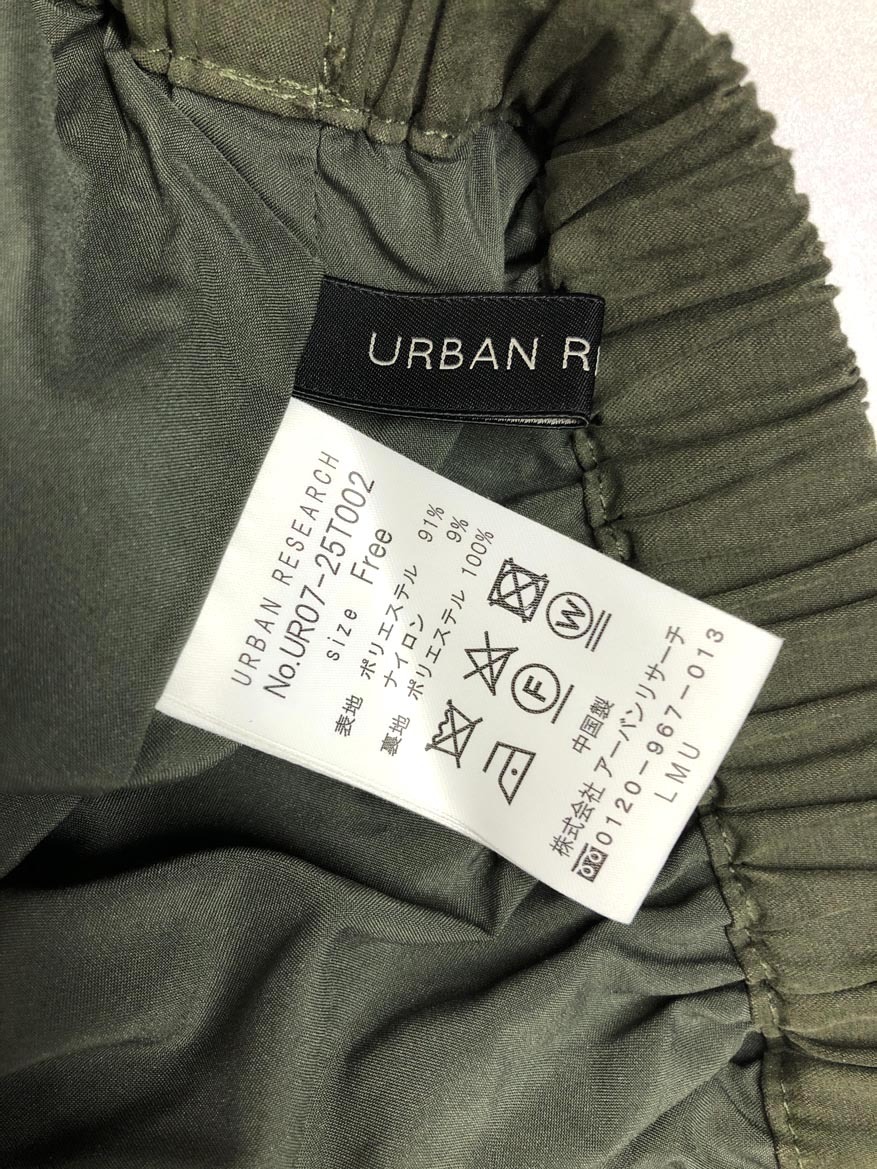 URBAN R
URBAN RESEARCH
No.UR07-25T002
size Free
表地 ポリエステル 91%
ナイロン 9%
裏地 ポリエステル 100%
W
F
中国製
株式会社 アーバンリサーチ
0120-967-013
LMU